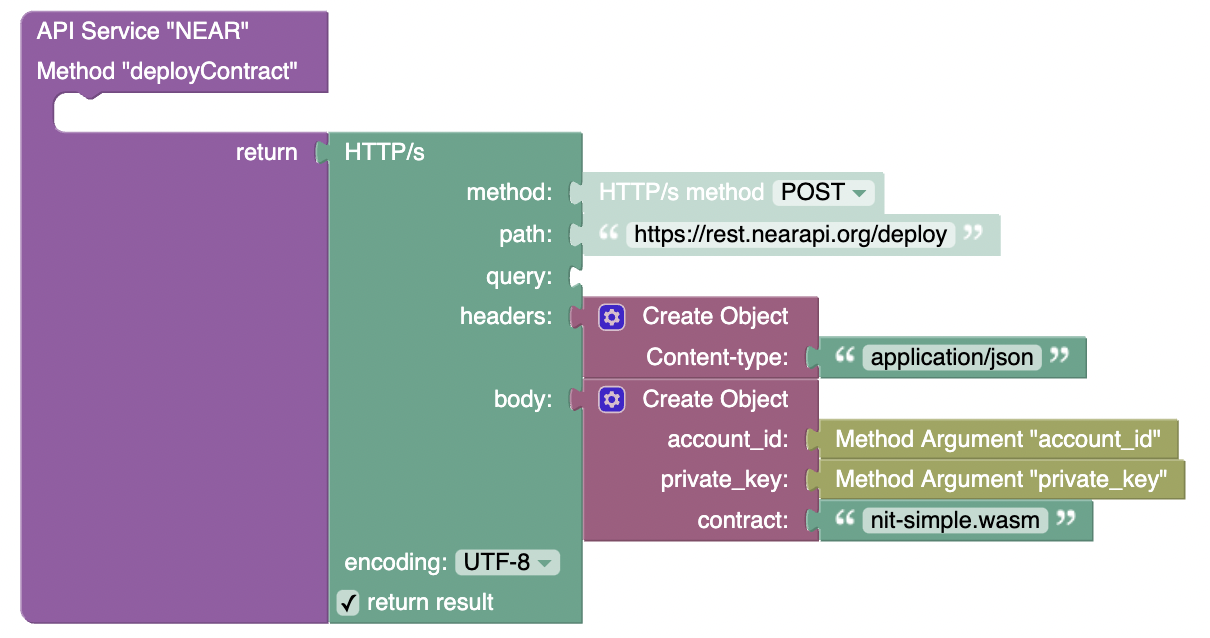 API Service "NEAR"
Method "deployContract"
return HTTP/s
method: HTTP/s method POST
path: “ https://rest.nearapi.org/deploy ”
query:
headers: Create Object
Content-type: “ application/json ”
body: Create Object
account_id: Method Argument "account_id"
private_key: Method Argument "private_key"
contract: “ nit-simple.wasm ”
encoding: UTF-8
✓ return result